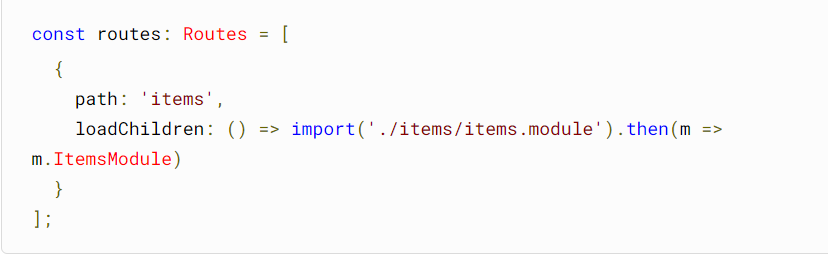 const routes: Routes = [
  {
    path: 'items',
    loadChildren: () => import('./items/items.module').then(m =>
m.ItemsModule)
  }
];